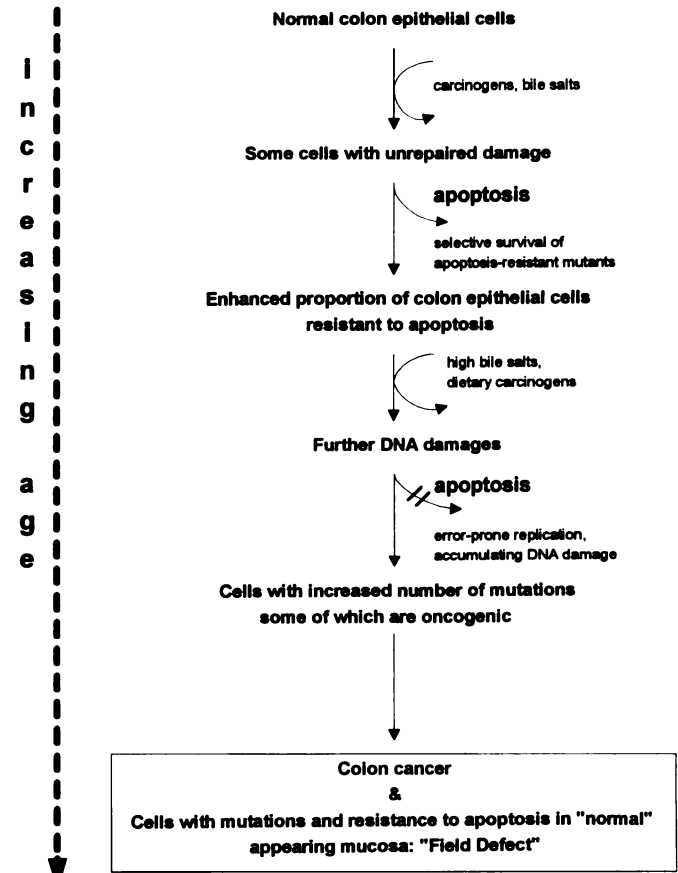 increasing age
Normal colon epithelial cells
carcinogens, bile salts
Some cells with unrepaired damage
apoptosis
selective survival of
apoptosis-resistant mutants
Enhanced proportion of colon epithelial cells
resistant to apoptosis
high bile salts,
dietary carcinogens
Further DNA damages
apoptosis
error-prone replication,
accumulating DNA damage
Cells with increased number of mutations
some of which are oncogenic
Colon cancer
&
Cells with mutations and resistance to apoptosis in "normal"
appearing mucosa: "Field Defect"